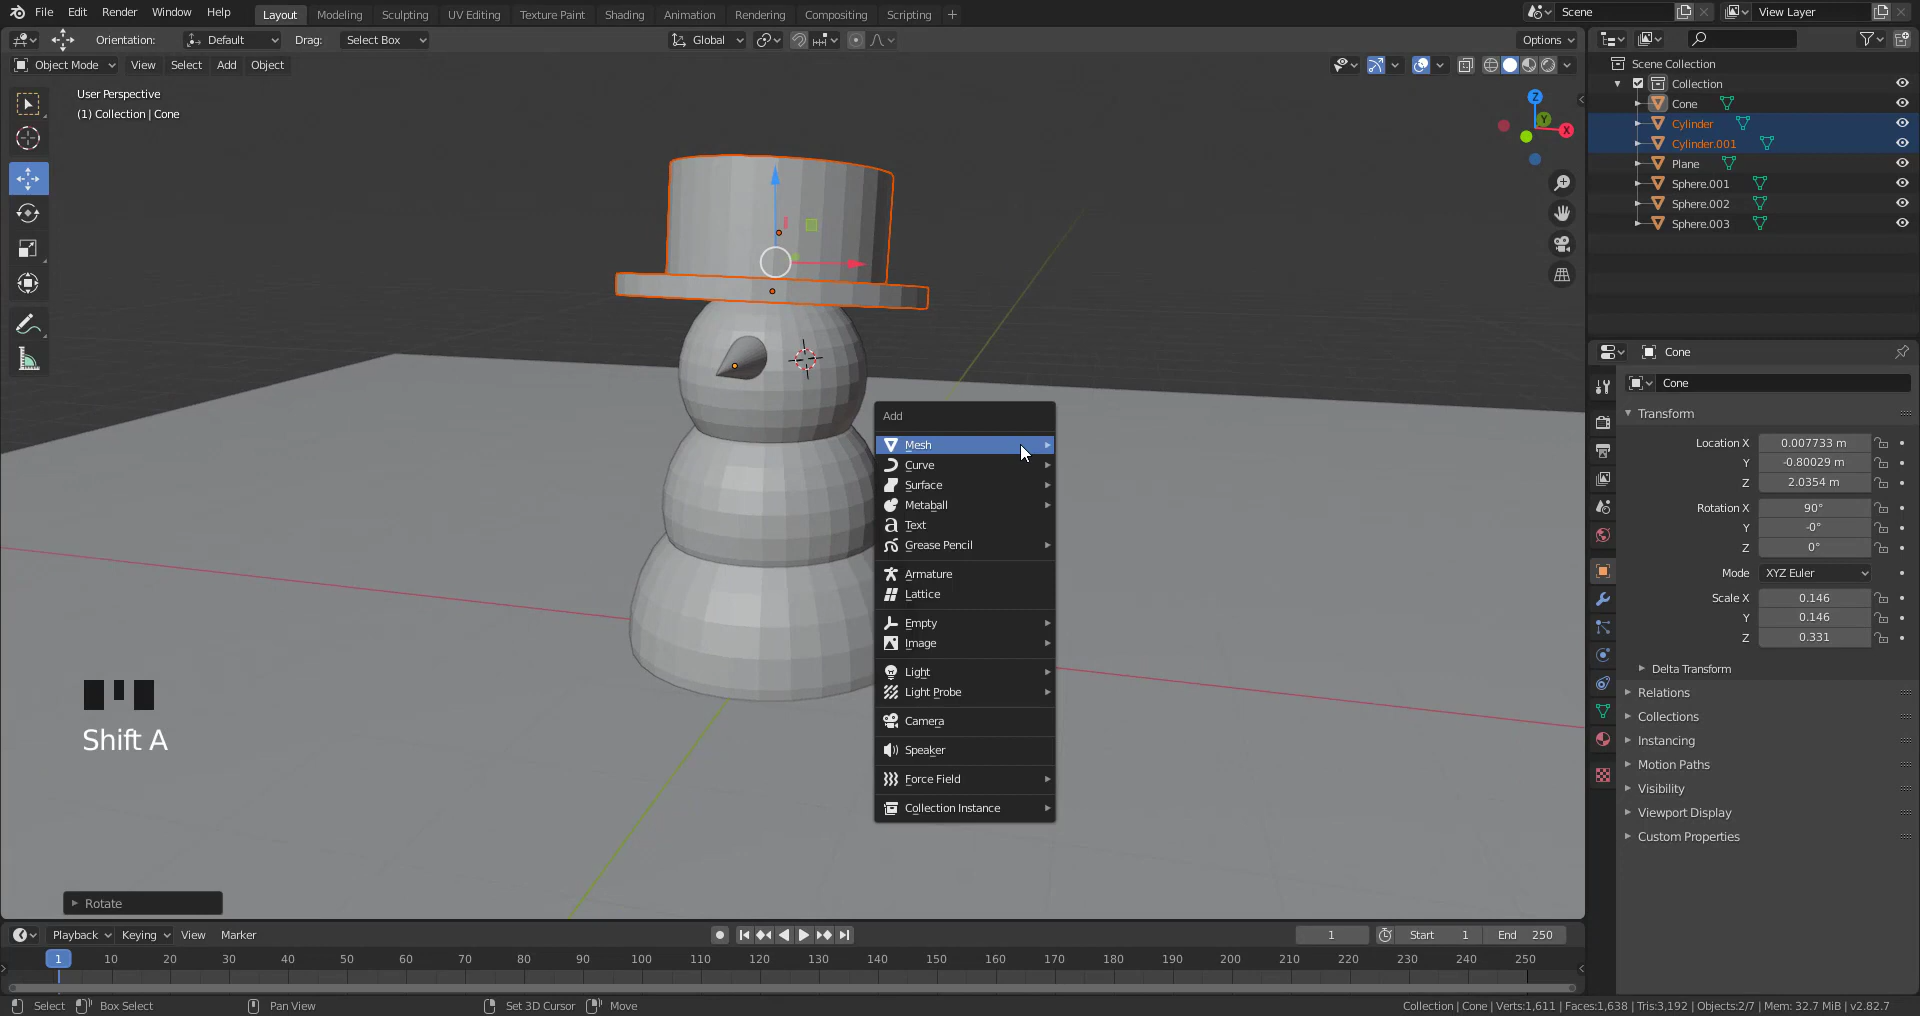 File Edit Render Window Help Layout Modeling Sculpting UV Editing Texture Paint Shading Animation Rendering Compositing Scripting + Scene View Layer
Orientation: Default Drag: Select Box Global Options
Object Mode View Select Add Object
User Perspective
(1) Collection | Cone
Z
Y
X
Scene Collection
Collection
Cone
Cylinder
Cylinder.001
Plane
Sphere.001
Sphere.002
Sphere.003
Add
Mesh
Curve
Surface
Metaball
Text
Grease Pencil
Armature
Lattice
Empty
Image
Light
Light Probe
Camera
Speaker
Force Field
Collection Instance
Shift A
Rotate
Cone
Cone
Transform
Location X 0.007733 m
Y -0.80029 m
Z 2.0354 m
Rotation X 90°
Y -0°
Z 0°
Mode XYZ Euler
Scale X 0.146
Y 0.146
Z 0.331
Delta Transform
Relations
Collections
Instancing
Motion Paths
Visibility
Viewport Display
Custom Properties
Playback Keying View Marker 1 Start 1 End 250
1 10 20 30 40 50 60 70 80 90 100 110 120 130 140 150 160 170 180 190 200 210 220 230 240 250
Select Box Select Pan View Set 3D Cursor Move Collection | Cone | Verts:1,611 | Faces:1,638 | Tris:3,192 | Objects:2/7 | Mem: 32.7 MiB | v2.82.7